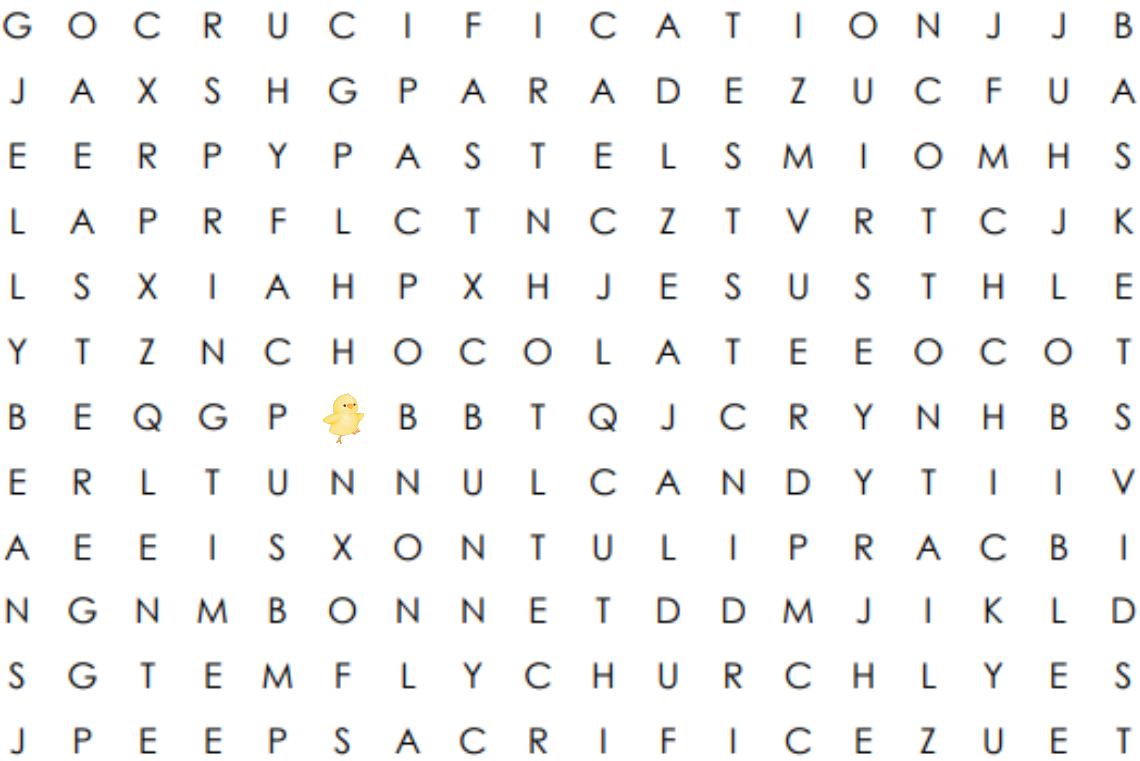 G O C R U C I F I C A T I O N J J B
J A X S H G P A R A D E Z U C F U A
E E R P Y P A S T E L S M I O M H S
L A P R F L C T N C Z T V R T C J K
L S X I A H P X H J E S U S T H L E
Y T Z N C H O C O L A T E E O C O T
B E Q G P B B T Q J C R Y N H B S
E R L T U N N U L C A N D Y T I I V
A E E I S X O N T U L I P R A C B I
N G N M B O N N E T D D M J I K L D
S G T E M F L Y C H U R C H L Y E S
J P E E P S A C R I F I C E Z U E T